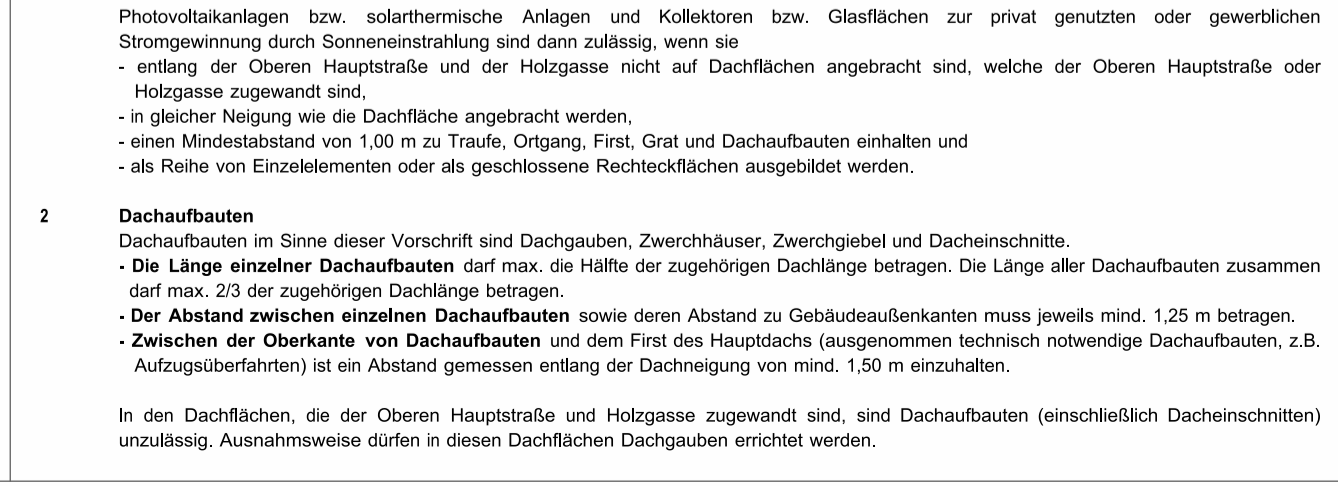 Photovoltaikanlagen bzw. solarthermische Anlagen und Kollektoren bzw. Glasflächen zur privat genutzten oder gewerblichen
Stromgewinnung durch Sonneneinstrahlung sind dann zulässig, wenn sie
- entlang der Oberen Hauptstraße und der Holzgasse nicht auf Dachflächen angebracht sind, welche der Oberen Hauptstraße oder
Holzgasse zugewandt sind,
- in gleicher Neigung wie die Dachfläche angebracht werden,
- einen Mindestabstand von 1,00 m zu Traufe, Ortgang, First, Grat und Dachaufbauten einhalten und
- als Reihe von Einzelelementen oder als geschlossene Rechteckflächen ausgebildet werden.
2 Dachaufbauten
Dachaufbauten im Sinne dieser Vorschrift sind Dachgauben, Zwerchhäuser, Zwerchgiebel und Dacheinschnitte.
- Die Länge einzelner Dachaufbauten darf max. die Hälfte der zugehörigen Dachlänge betragen. Die Länge aller Dachaufbauten zusammen
darf max. 2/3 der zugehörigen Dachlänge betragen.
- Der Abstand zwischen einzelnen Dachaufbauten sowie deren Abstand zu Gebäudeaußenkanten muss jeweils mind. 1,25 m betragen.
- Zwischen der Oberkante von Dachaufbauten und dem First des Hauptdachs (ausgenommen technisch notwendige Dachaufbauten, z.B.
Aufzugsüberfahrten) ist ein Abstand gemessen entlang der Dachneigung von mind. 1,50 m einzuhalten.
In den Dachflächen, die der Oberen Hauptstraße und Holzgasse zugewandt sind, sind Dachaufbauten (einschließlich Dacheinschnitten)
unzulässig. Ausnahmsweise dürfen in diesen Dachflächen Dachgauben errichtet werden.